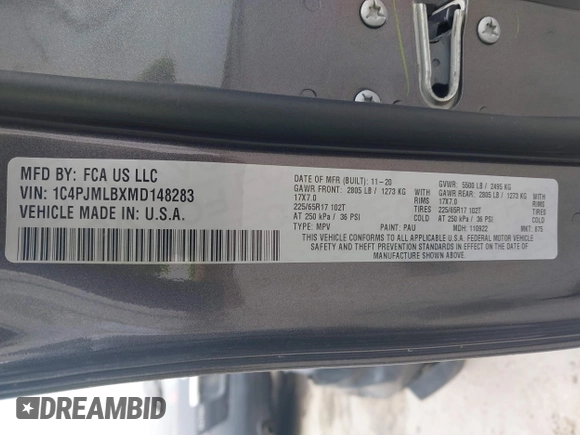 MFD BY: FCA US LLC
VIN: 1C4PJMLBXMD148283
VEHICLE MADE IN: U.S.A.
DATE OF MFR (BUILT): 11-20
GVWR: 5500 LB / 2495 KG
GAWR FRONT: 2805 LB / 1273 KG WITH
GAWR REAR: 2805 LB / 1273 KG WITH
17X7.0 RIMS
17X7.0 RIMS
225/65R17 102T TIRES
225/65R17 102T TIRES
AT 250 kPa / 36 PSI COLD
AT 250 kPa / 36 PSI COLD
TYPE: MPV PAINT: PAU MDH: 110922 MKT: 875
THIS VEHICLE CONFORMS TO ALL APPLICABLE U.S.A. FEDERAL MOTOR VEHICLE
SAFETY AND THEFT PREVENTION STANDARDS IN EFFECT ON THE DATE OF
MANUFACTURE SHOWN ABOVE.
DREAMBID